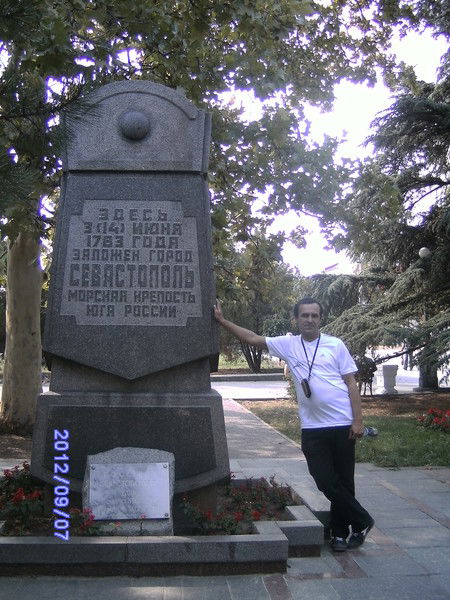 ЗДЕСЬ
3 (14) ИЮНЯ
1783 ГОДА
ЗАЛОЖЕН ГОРОД
СЕВАСТОПОЛЬ
МОРСКАЯ КРЕПОСТЬ
ЮГА РОССИИ
2012/09/07